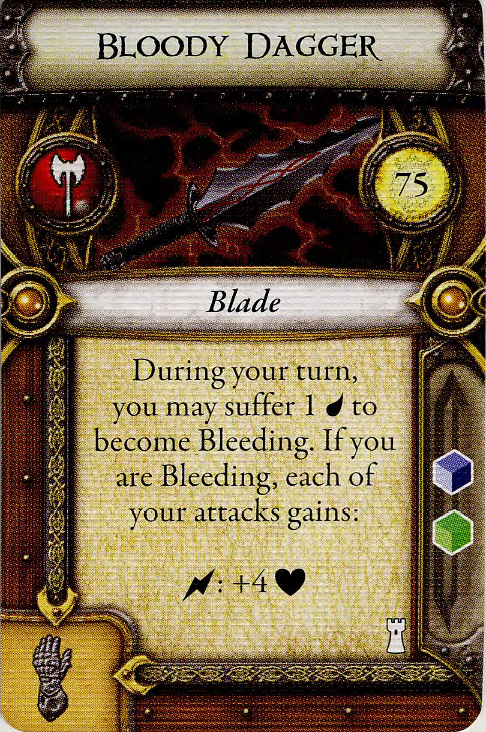 BLOODY DAGGER
75
Blade
During your turn,
you may suffer 1 to
become Bleeding. If you
are Bleeding, each of
your attacks gains:
: +4